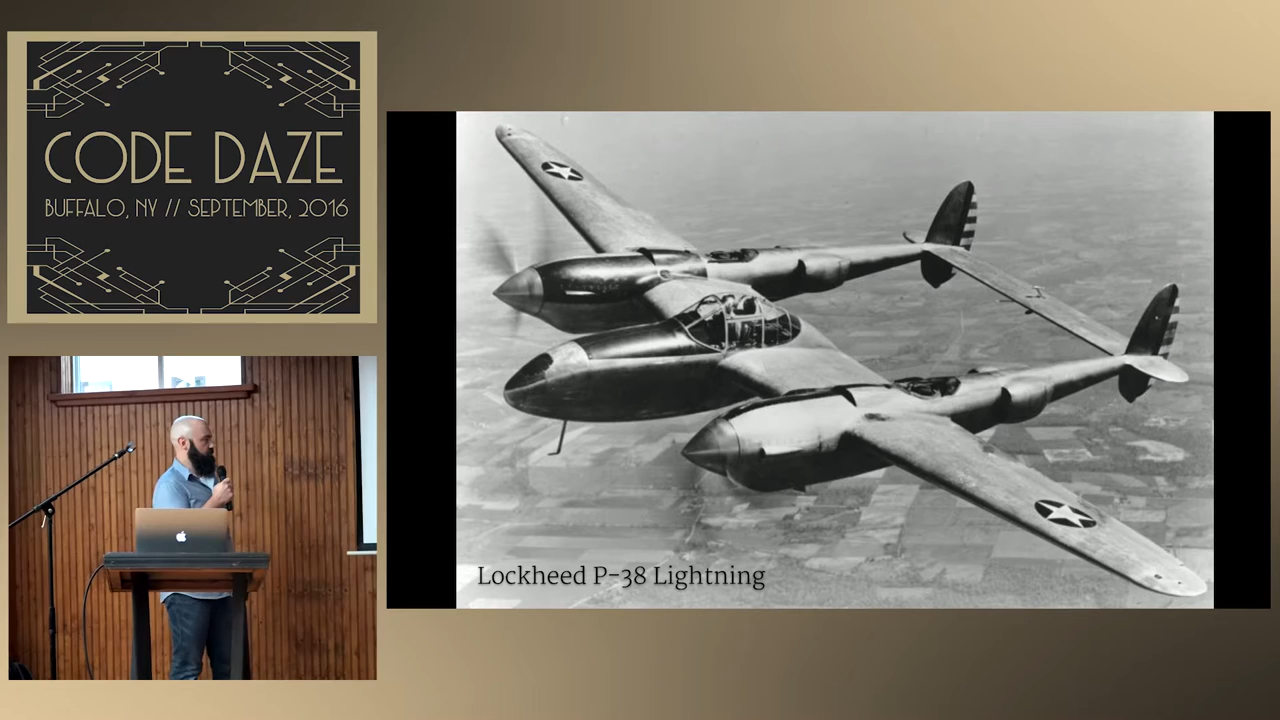 CODE DAZE
BUFFALO, NY // SEPTEMBER, 2016
Lockheed P-38 Lightning